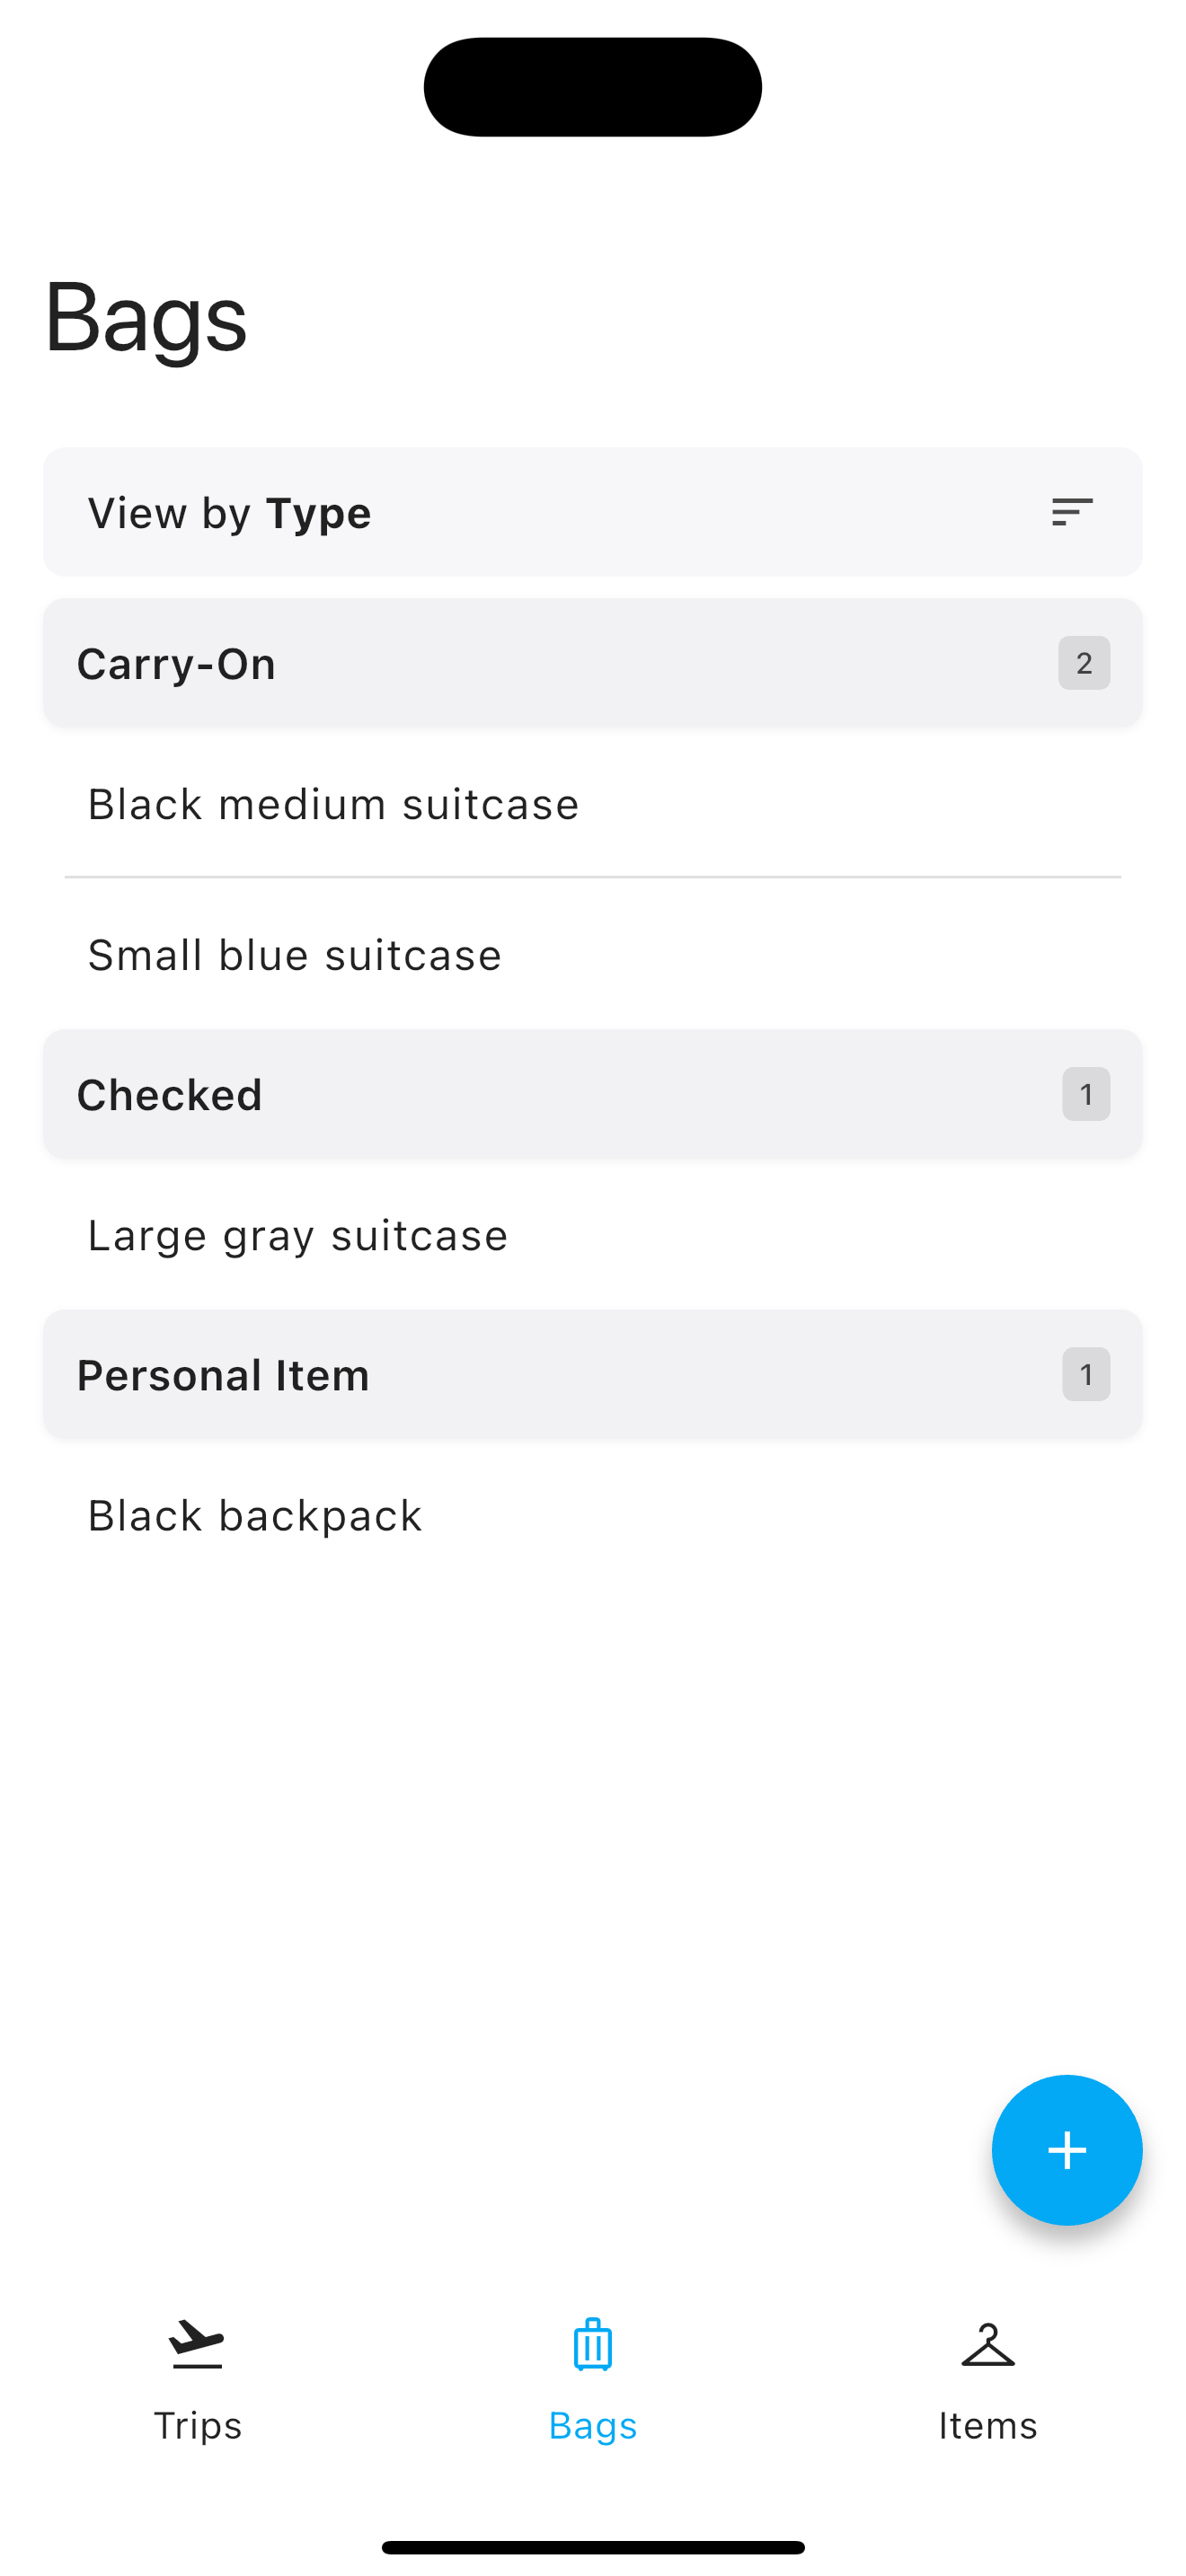 Bags
View by Type
Carry-On 2
Black medium suitcase
Small blue suitcase
Checked 1
Large gray suitcase
Personal Item 1
Black backpack
Trips Bags Items